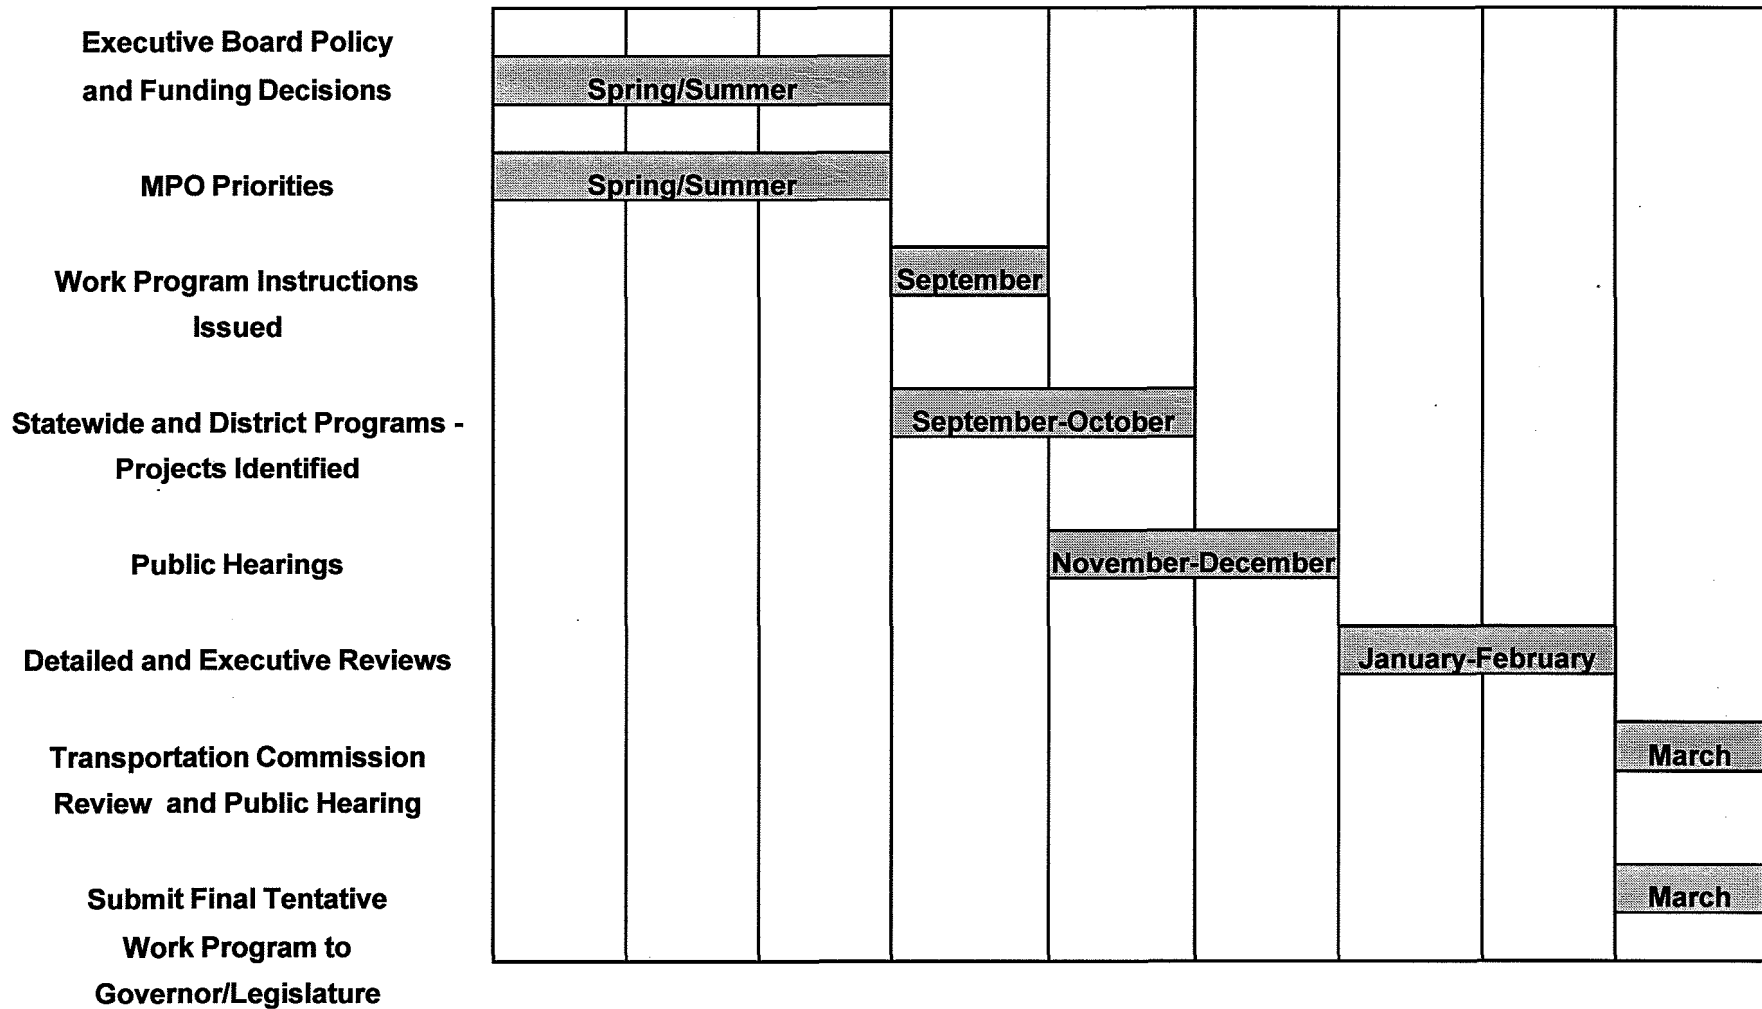 Executive Board Policy
and Funding Decisions
Spring/Summer
MPO Priorities
Spring/Summer
Work Program Instructions
Issued
September
Statewide and District Programs -
Projects Identified
September-October
Public Hearings
November-December
Detailed and Executive Reviews
January-February
Transportation Commission
Review and Public Hearing
March
Submit Final Tentative
Work Program to
Governor/Legislature
March